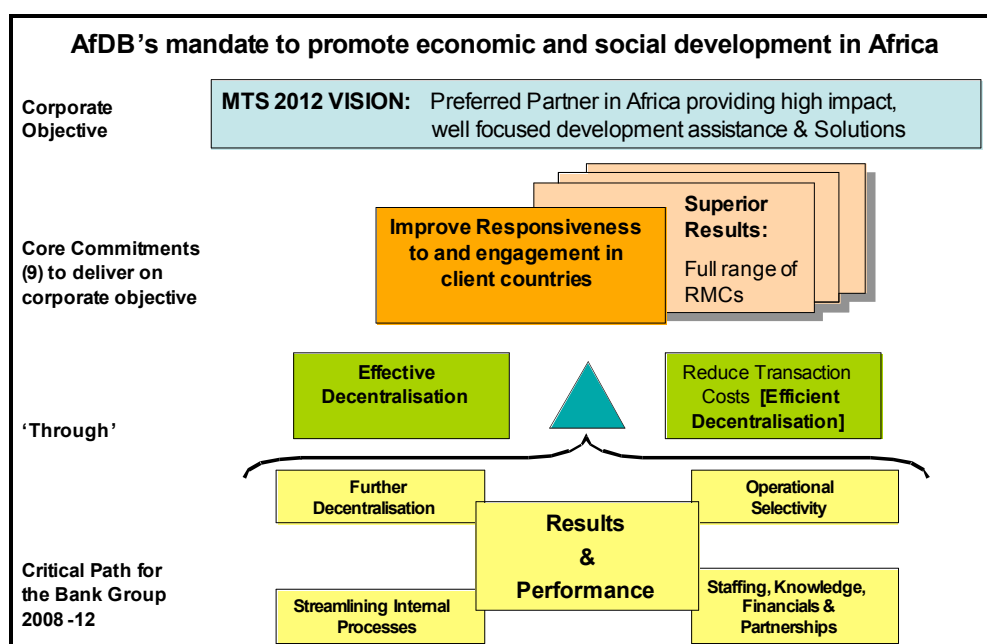 AfDB's mandate to promote economic and social development in Africa
Corporate
Objective
MTS 2012 VISION: Preferred Partner in Africa providing high impact,
well focused development assistance & Solutions
Core Commitments
(9) to deliver on
corporate objective
Improve Responsiveness
to and engagement in
client countries
Superior
Results:
Full range of
RMCs
'Through'
Effective
Decentralisation
Reduce Transaction
Costs [Efficient
Decentralisation]
Critical Path for
the Bank Group
2008 -12
Further
Decentralisation
Operational
Selectivity
Results
&
Performance
Streamlining Internal
Processes
Staffing, Knowledge,
Financials &
Partnerships